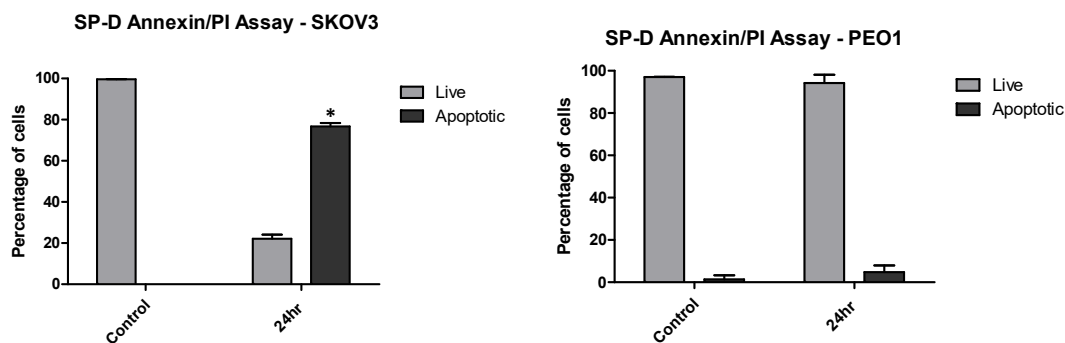 SP-D Annexin/PI Assay - SKOV3
100
80
60
40
20
0
Percentage of cells
*
Control
24hr
Live
Apoptotic
SP-D Annexin/PI Assay - PEO1
100
80
60
40
20
0
Percentage of cells
Control
24hr
Live
Apoptotic